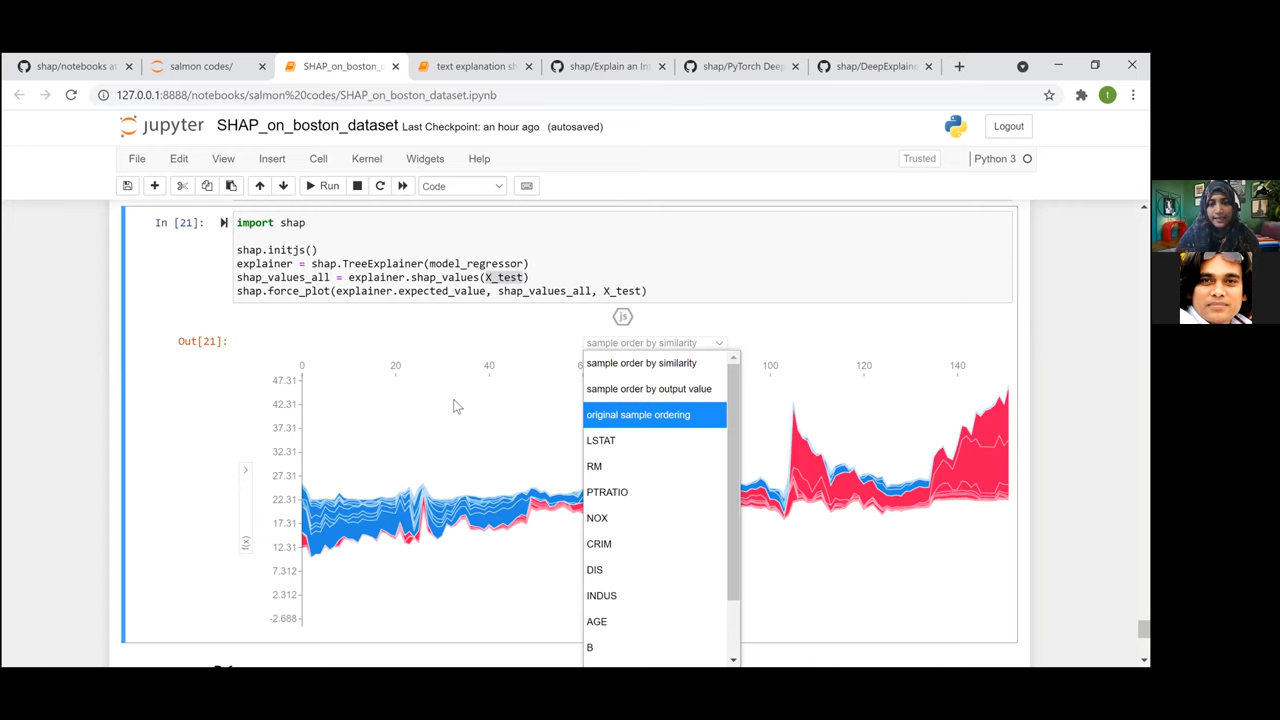 shap/notebooks at
salmon codes/
SHAP_on_boston_
text explanation sh
shap/Explain an Int
shap/PyTorch Deep
shap/DeepExplaine
127.0.0.1:8888/notebooks/salmon%20codes/SHAP_on_boston_dataset.ipynb
t
jupyter SHAP_on_boston_dataset Last Checkpoint: an hour ago (autosaved)
Logout
File Edit View Insert Cell Kernel Widgets Help
Trusted
Python 3
Run
Code
In [21]:
import shap
shap.initjs()
explainer = shap.TreeExplainer(model_regressor)
shap_values_all = explainer.shap_values(X_test)
shap.force_plot(explainer.expected_value, shap_values_all, X_test)
js
Out[21]:
sample order by similarity
0 20 40 6 100 120 140
47.31
42.31
37.31
32.31
27.31
22.31
17.31
12.31
7.312
2.312
-2.688
f(x)
sample order by similarity
sample order by output value
original sample ordering
LSTAT
RM
PTRATIO
NOX
CRIM
DIS
INDUS
AGE
B